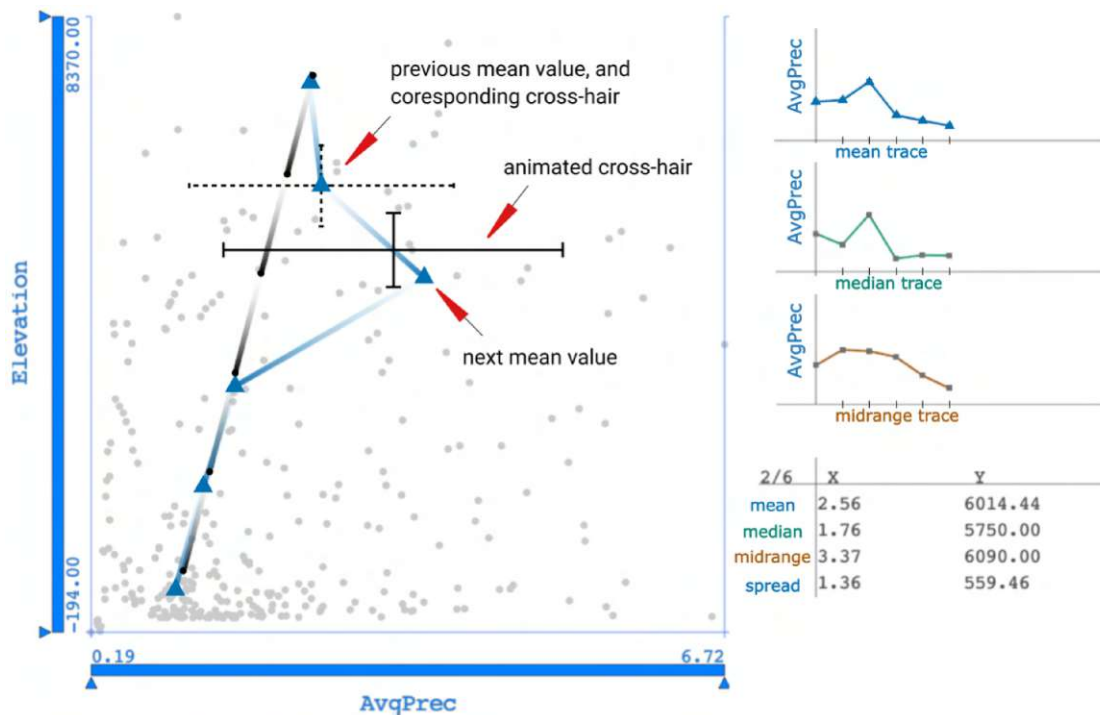 8370.00
Elevation
-194.00
0.19
6.72
AvqPrec
previous mean value, and
coresponding cross-hair
animated cross-hair
next mean value
AvgPrec
mean trace
AvgPrec
median trace
AvgPrec
midrange trace
2/6 X Y
mean 2.56 6014.44
median 1.76 5750.00
midrange 3.37 6090.00
spread 1.36 559.46